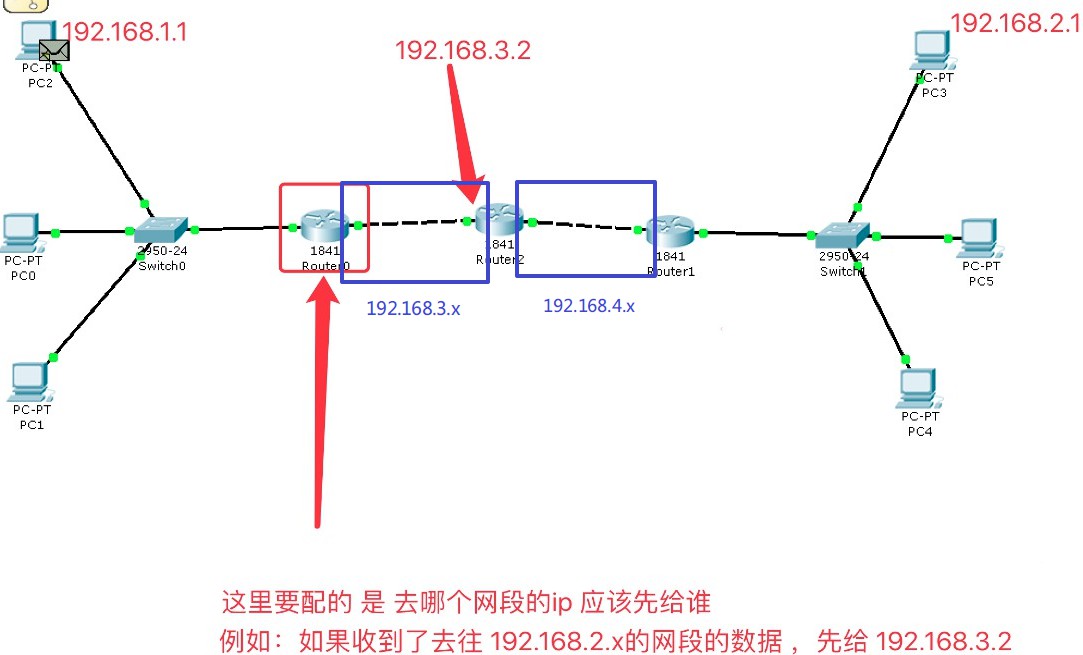 192.168.1.1
192.168.2.1
192.168.3.2
PC-PT
PC2
PC-PT
PC3
PC-PT
PC0
2950-24
Switch0
1841
Router0
1841
Router2
1841
Router1
2950-24
Switch1
PC-PT
PC5
192.168.3.x
192.168.4.x
PC-PT
PC1
PC-PT
PC4
这里要配的 是 去哪个网段的ip 应该先给谁
例如：如果收到了去往 192.168.2.x的网段的数据 ，先给 192.168.3.2